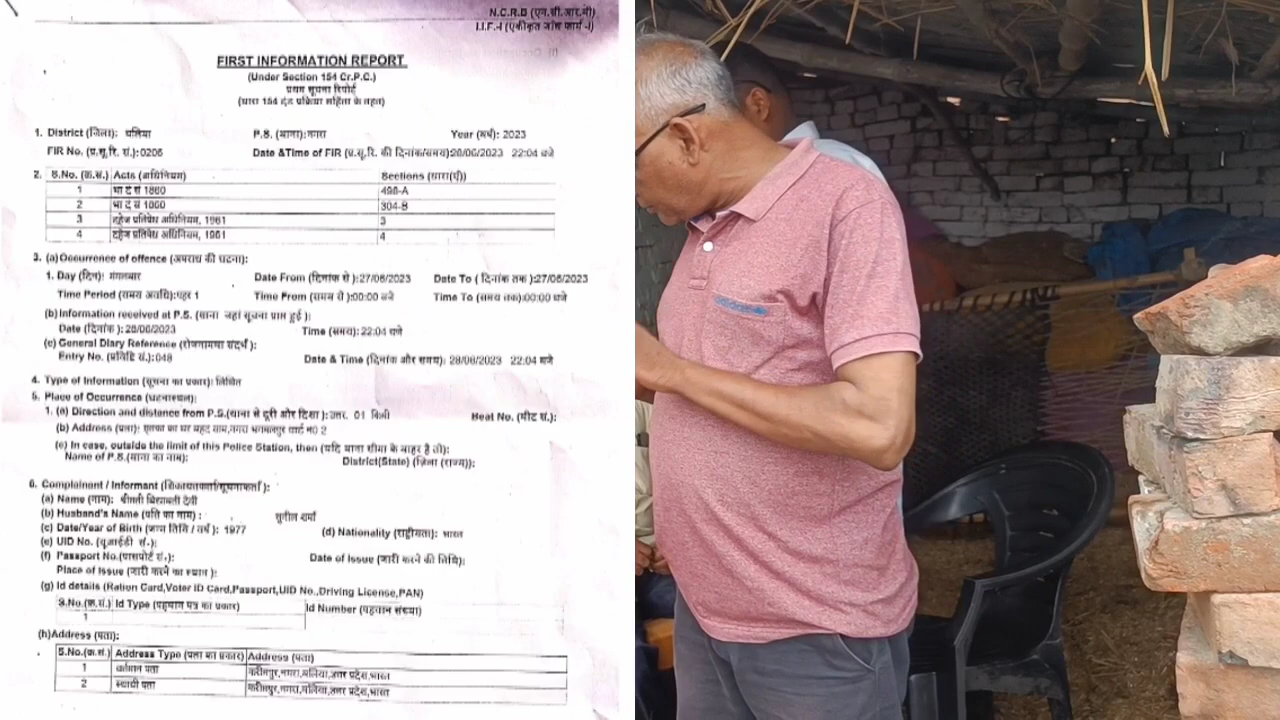 N.C.R.B (एन.सी.आर.बी)
I.I.F.-I (एकीकृत जाँच फार्म -I)
FIRST INFORMATION REPORT
(Under Section 154 Cr.P.C.)
प्रथम सूचना रिपोर्ट
(धारा 154 दंड प्रक्रिया संहिता के तहत)
1. District (जिला): बलिया P.S. (थाना): नगरा Year (वर्ष): 2023
FIR No. (प्र.सू.रि. सं.): 0206 Date &Time of FIR (प्र.सू.रि. की दिनांक/समय): 28/06/2023 22:04 बजे
2. S.No. (क्र.सं.) Acts (अधिनियम) Sections (धारा(एँ))
1 भा दं सं 1860 498-A
2 भा दं सं 1860 304-B
3 दहेज प्रतिषेध अधिनियम, 1961 3
4 दहेज प्रतिषेध अधिनियम, 1961 4
3. (a) Occurrence of offence (अपराध की घटना):
1. Day (दिन): मंगलवार Date From (दिनांक से ): 27/06/2023 Date To ( दिनांक तक ): 27/06/2023
Time Period (समय अवधि): पहर 1 Time From (समय से ): 00:00 बजे Time To (समय तक): 00:00 बजे
(b) Information received at P.S. (थाना जहां सूचना प्राप्त हुई ):
Date (दिनांक ): 28/06/2023 Time (समय): 22:04 बजे
(c) General Diary Reference (रोजनामचा संदर्भ ):
Entry No. (प्रविष्टि सं.): 048 Date & Time (दिनांक और समय): 28/06/2023 22:04 बजे
4. Type of Information (सूचना का प्रकार): लिखित
5. Place of Occurrence (घटनास्थल):
1. (a) Direction and distance from P.S.(थाना से दूरी और दिशा ): उत्तर, 01 किमी Beat No. (बीट सं.):
(b) Address (पता): का घर नगरा वार्ड न0 2
(c) In case, outside the limit of this Police Station, then (यदि थाना सीमा के बाहर है तो):
Name of P.S.(थाना का नाम): District(State) (जिला (राज्य)):
6. Complainant / Informant (शिकायतकर्ता/सूचनाकर्ता ):
(a) Name (नाम): श्रीमती देवी
(b) Husband's Name (पति का नाम) : सुनील शर्मा
(c) Date/Year of Birth (जन्म तिथि / वर्ष ): 1977 (d) Nationality (राष्ट्रीयता): भारत
(e) UID No. (यूआईडी सं.):
(f) Passport No.(पासपोर्ट सं.): Date of Issue (जारी करने की तिथि):
Place of Issue (जारी करने का स्थान ):
(g) Id details (Ration Card,Voter ID Card,Passport,UID No.,Driving License,PAN)
S.No.(क्र.सं.) Id Type (पहचान पत्र का प्रकार) Id Number (पहचान संख्या)
1
(h)Address (पता):
S.No.(क्र.सं.) Address Type (पता का प्रकार) Address (पता)
1 वर्तमान पता करीमपुर,नगरा,बलिया,उत्तर प्रदेश,भारत
2 स्थायी पता करीमपुर,नगरा,बलिया,उत्तर प्रदेश,भारत